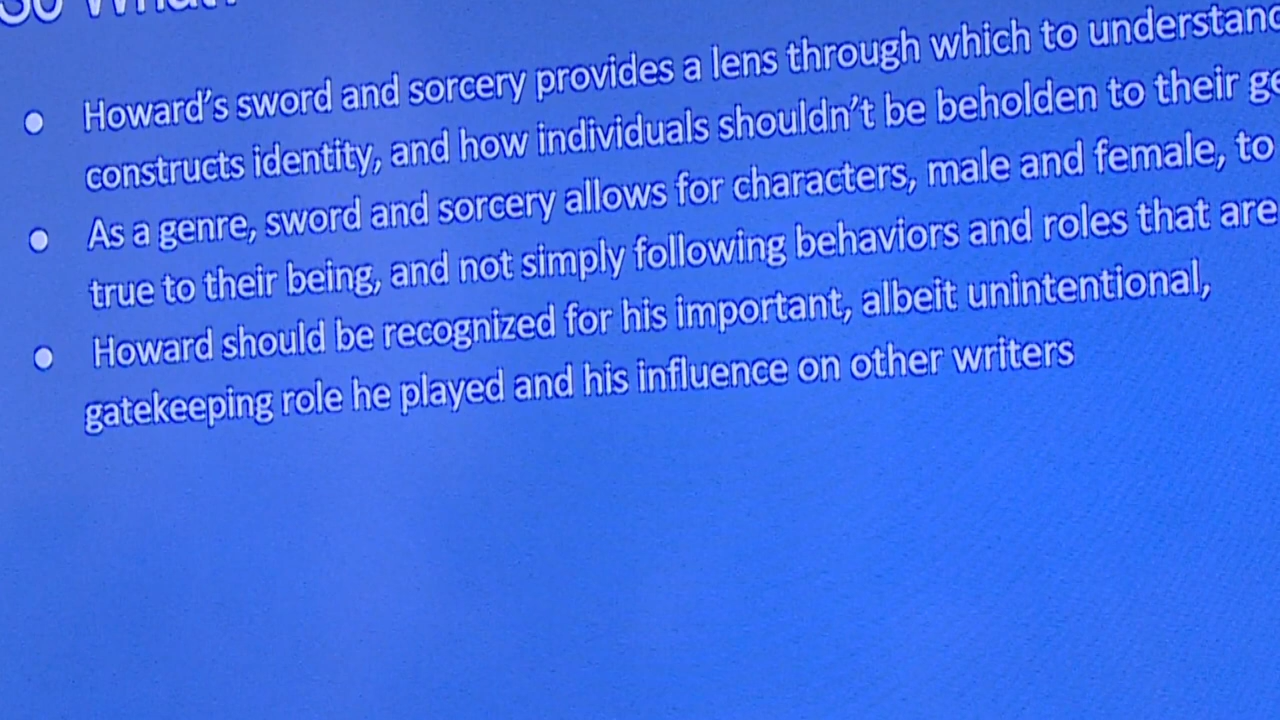 So What?
Howard's sword and sorcery provides a lens through which to understand
constructs identity, and how individuals shouldn't be beholden to their
As a genre, sword and sorcery allows for characters, male and female, to
true to their being, and not simply following behaviors and roles that are
Howard should be recognized for his important, albeit unintentional,
gatekeeping role he played and his influence on other writers